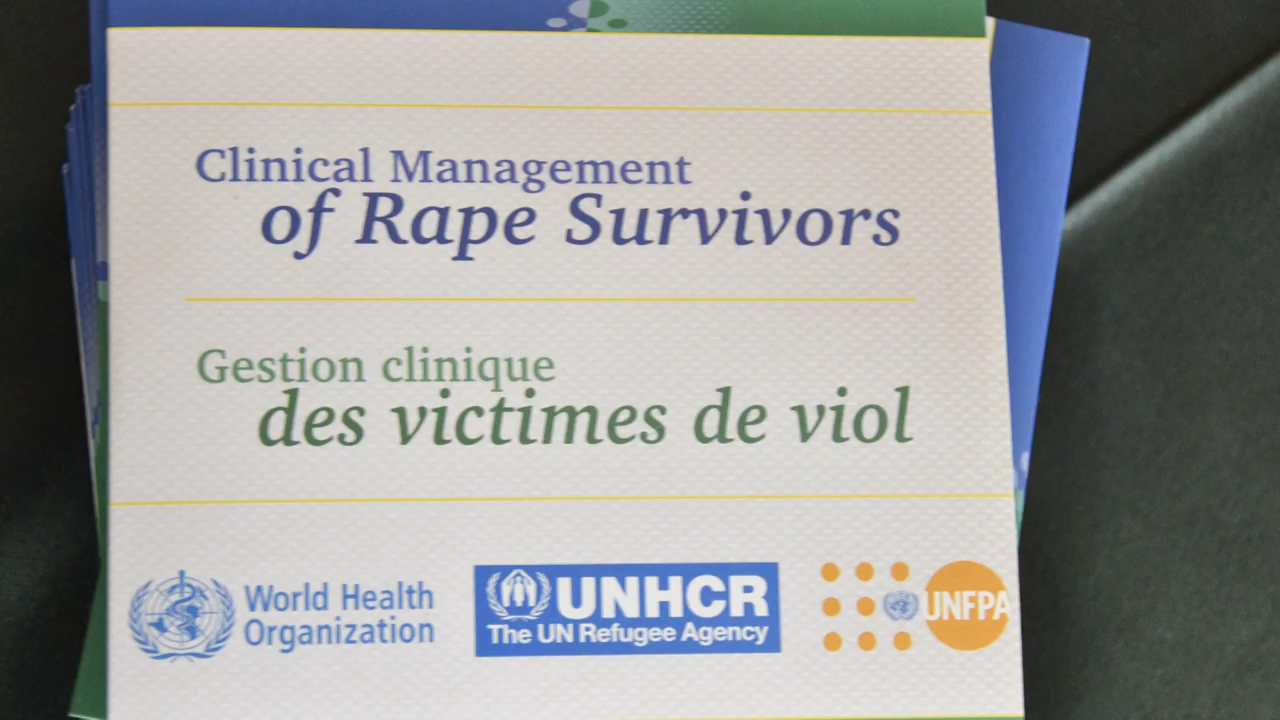 Clinical Management
of Rape Survivors
Gestion clinique
des victimes de viol
World Health
Organization
UNHCR
The UN Refugee Agency
UNFPA